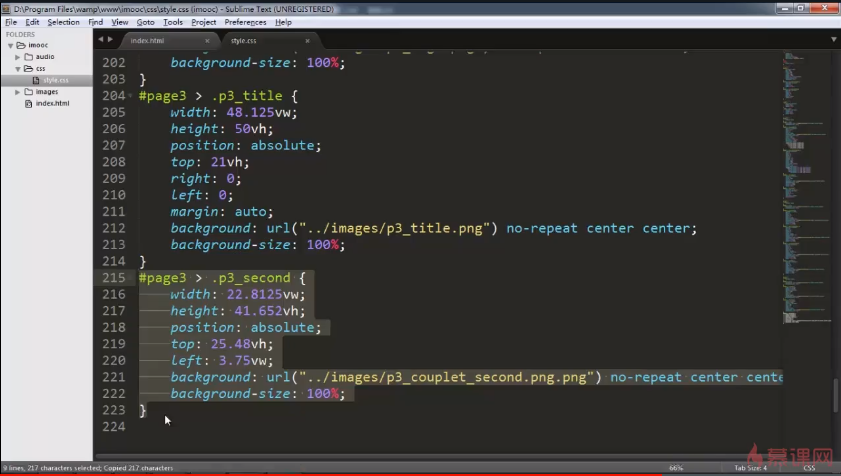 D:\Program Files\wamp\www\imooc\css\style.css (imooc) - Sublime Text (UNREGISTERED)
File Edit Selection Find View Goto Tools Project Preferences Help
FOLDERS
imooc
audio
css
style.css
images
index.html
index.html × style.css ×
202 background-size: 100%;
203 }
204 #page3 > .p3_title {
205 width: 48.125vw;
206 height: 50vh;
207 position: absolute;
208 top: 21vh;
209 right: 0;
210 left: 0;
211 margin: auto;
212 background: url("../images/p3_title.png") no-repeat center center;
213 background-size: 100%;
214 }
215 #page3 > .p3_second {
216 width: 22.8125vw;
217 height: 41.652vh;
218 position: absolute;
219 top: 25.48vh;
220 left: 3.75vw;
221 background: url("../images/p3_couplet_second.png.png") no-repeat center cente
222 background-size: 100%;
223 }
224
9 lines, 217 characters selected; Copied 217 characters 66% Tab Size: 4 CSS
慕课网